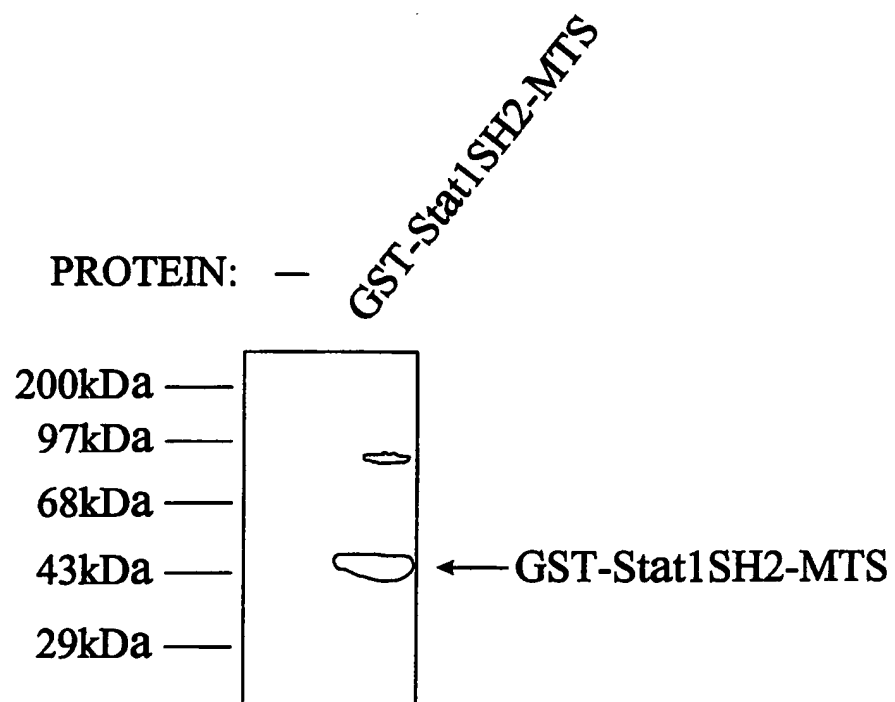 GST-Stat1SH2-MTS
PROTEIN: —
200kDa
97kDa
68kDa
43kDa
GST-Stat1SH2-MTS
29kDa